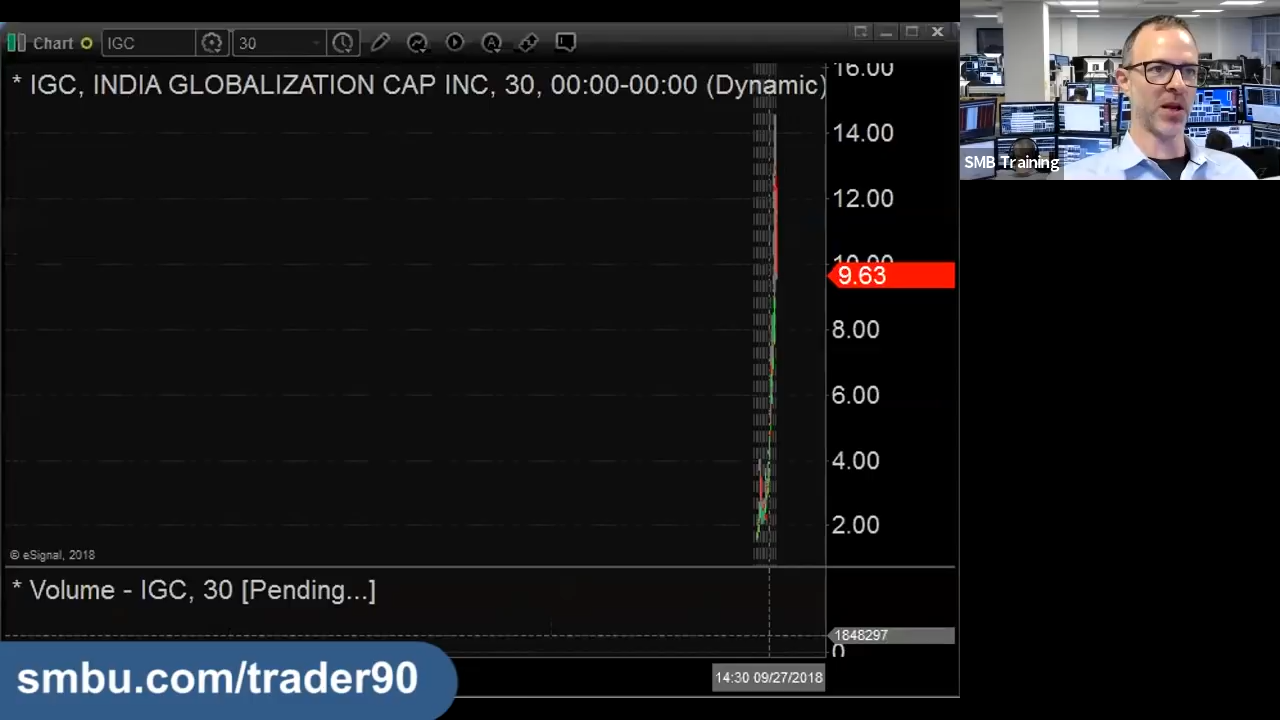 Chart IGC 30
* IGC, INDIA GLOBALIZATION CAP INC, 30, 00:00-00:00 (Dynamic)
16.00
14.00
12.00
10.00
9.63
8.00
6.00
4.00
2.00
© eSignal, 2018
* Volume - IGC, 30 [Pending...]
1848297
0
14:30 09/27/2018
smbu.com/trader90
SMB Training